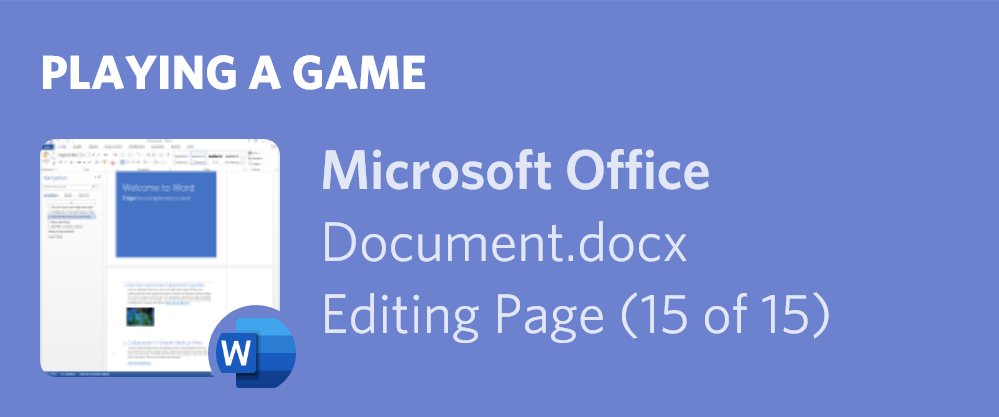 PLAYING A GAME
Microsoft Office
Document.docx
Editing Page (15 of 15)
Welcome to Word
W